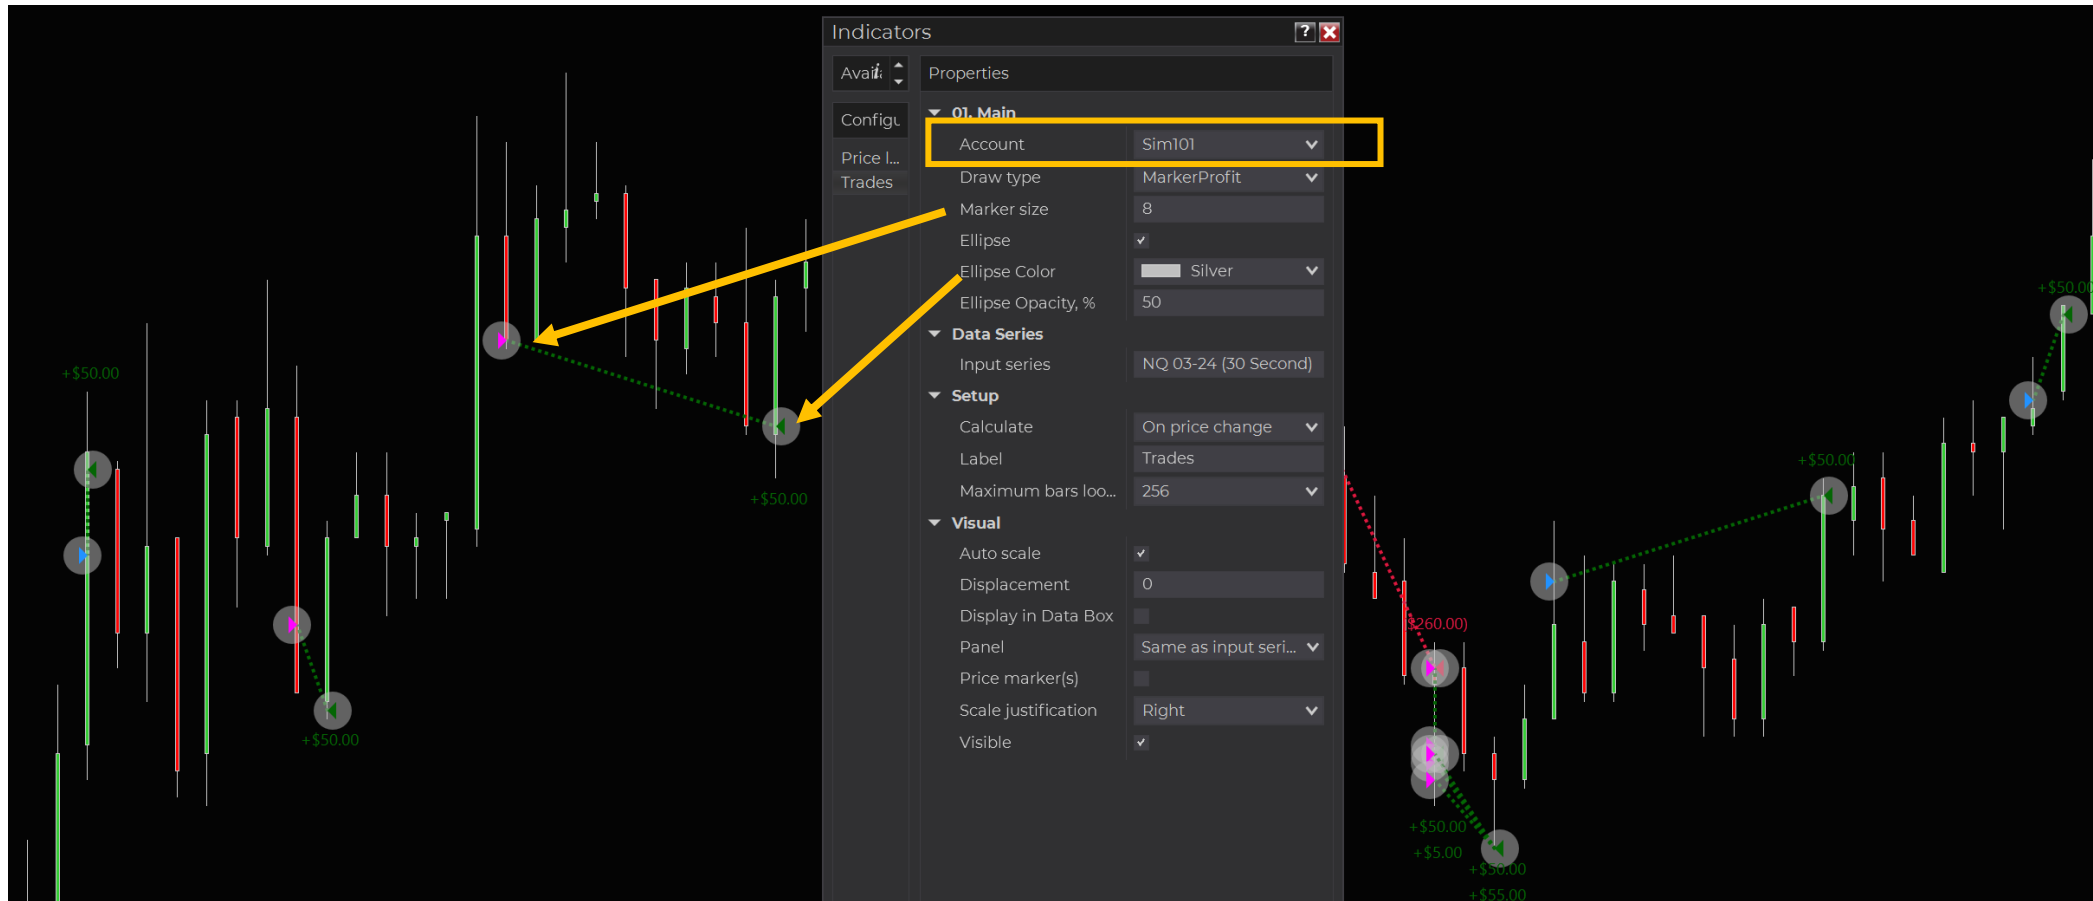 Indicators
?
Properties
Configu
Price l...
Trades
01. Main
Account Sim101
Draw type MarkerProfit
Marker size 8
Ellipse
Ellipse Color Silver
Ellipse Opacity, % 50
Data Series
Input series NQ 03-24 (30 Second)
Setup
Calculate On price change
Label Trades
Maximum bars loo... 256
Visual
Auto scale
Displacement 0
Display in Data Box
Panel Same as input seri...
Price marker(s)
Scale justification Right
Visible
+$50.00
+$50.00
+$50.00
$260.00)
+$50.00
+$5.00
+$50.00
+$55.00
+$50.00
+$50.00